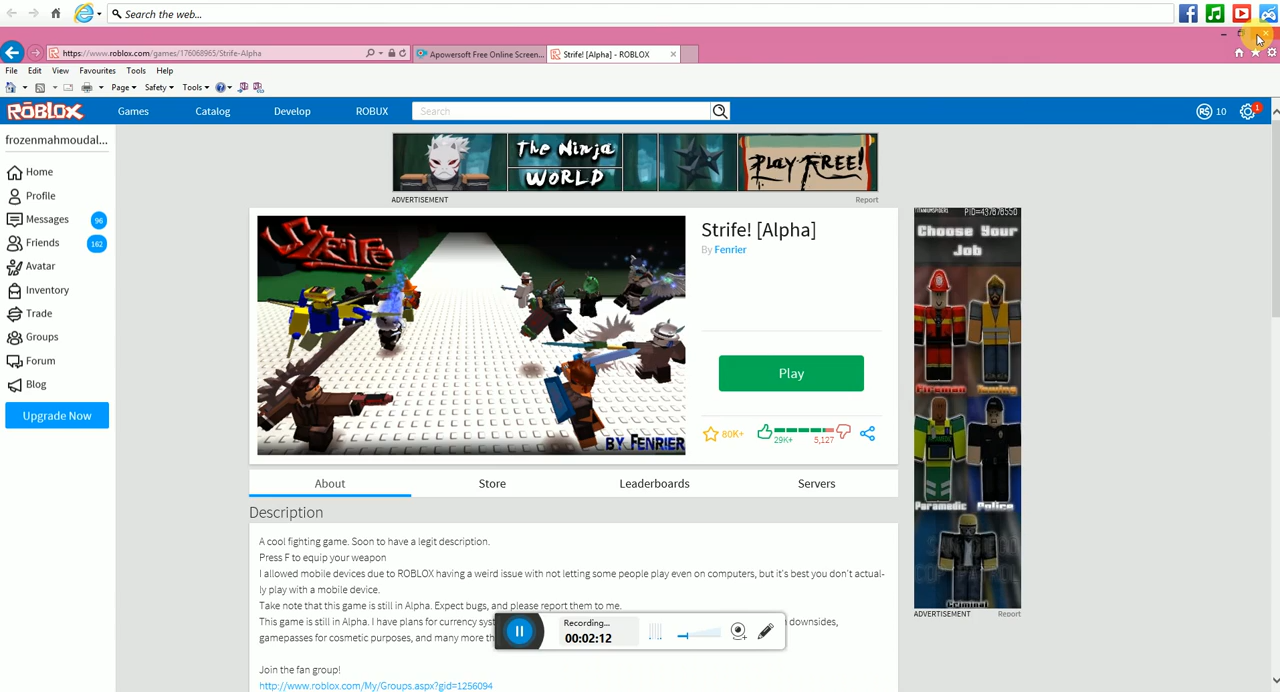 Search the web...
https://www.roblox.com/games/176068965/Strife-Alpha
Apowersoft Free Online Screen...
Strife! [Alpha] - ROBLOX
File Edit View Favourites Tools Help
Page Safety Tools
ROBLOX Games Catalog Develop ROBUX Search R$ 10 1
frozenmahmoudal...
Home
Profile
Messages 96
Friends 162
Avatar
Inventory
Trade
Groups
Forum
Blog
Upgrade Now
The Ninja
World
Play Free!
ADVERTISEMENT Report
Strife
BY FENRIER
Strife! [Alpha]
By Fenrier
Play
80K+ 29K+ 5,127
About Store Leaderboards Servers
Description
A cool fighting game. Soon to have a legit description.
Press F to equip your weapon
I allowed mobile devices due to ROBLOX having a weird issue with not letting some people play even on computers, but it's best you don't actual-
ly play with a mobile device.
Take note that this game is still in Alpha. Expect bugs, and please report them to me.
This game is still in Alpha. I have plans for currency downsides,
gamepasses for cosmetic purposes, and many more
Join the fan group!
http://www.roblox.com/My/Groups.aspx?gid=1256094
Recording...
00:02:12
PID=437878550
Choose Your
Job
Fireman
Paramedic Police
Criminal
ADVERTISEMENT Report